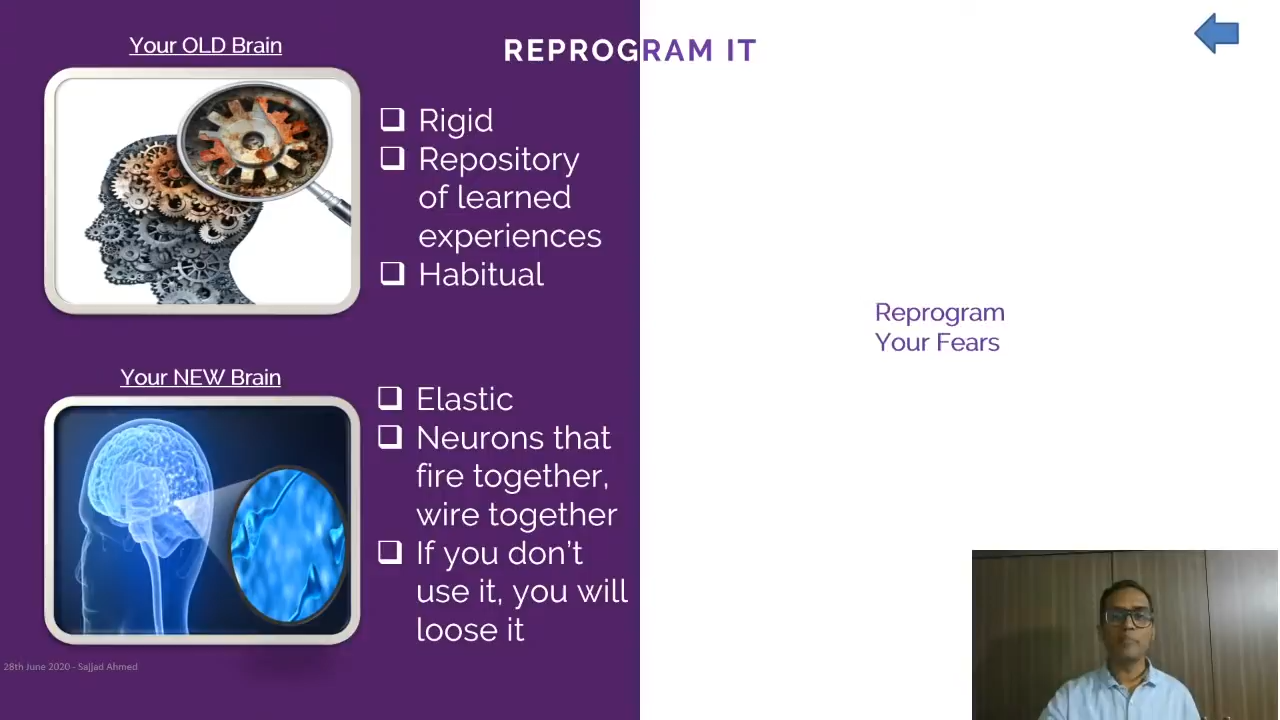 REPROGRAM IT
Your OLD Brain
Rigid
Repository
of learned
experiences
Habitual
Your NEW Brain
Elastic
Neurons that
fire together,
wire together
If you don't
use it, you will
loose it
Reprogram
Your Fears
28th June 2020 - Sajjad Ahmed